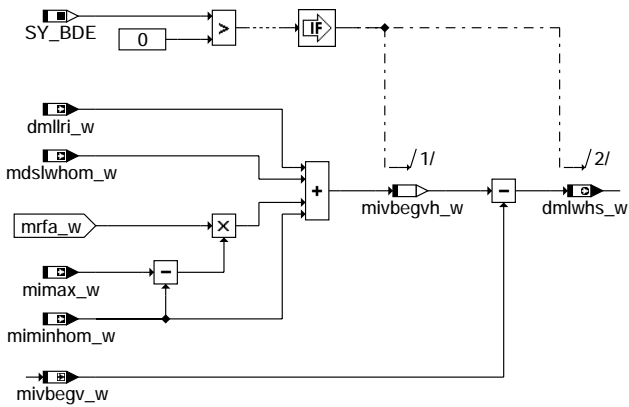 SY_BDE
0
>
IF
dmllri_w
1/
2/
mdslwhom_w
+
mivbegvh_w
-
dmlwhs_w
mrfa_w
×
-
mimax_w
miminhom_w
mivbegv_w